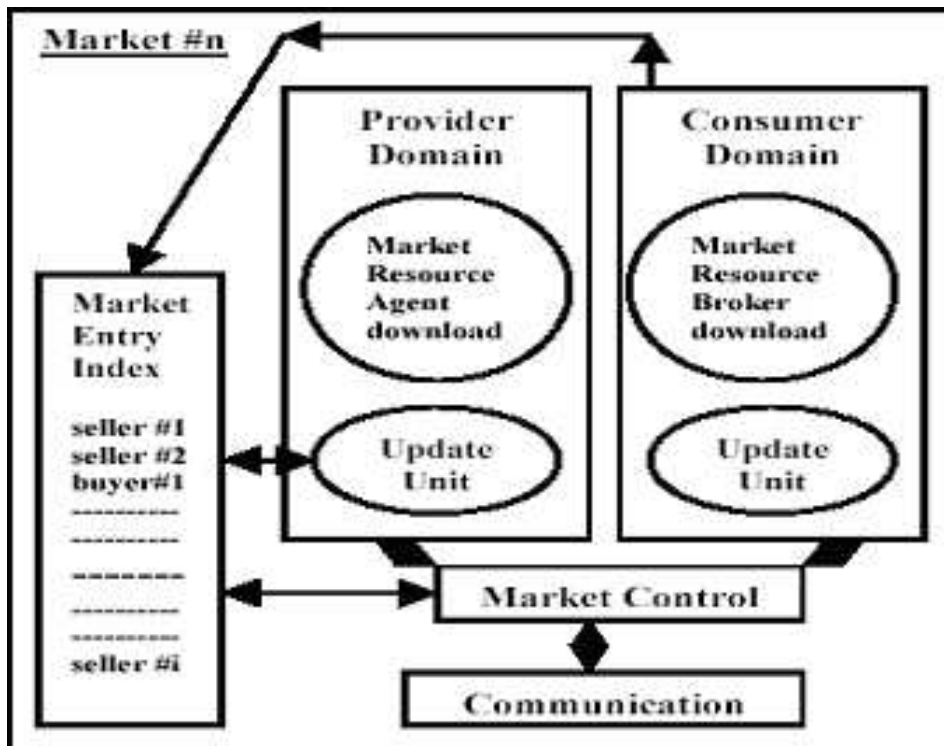 Market #n
Provider
Domain
Market
Resource
Agent
download
Update
Unit
Consumer
Domain
Market
Resource
Broker
download
Update
Unit
Market
Entry
Index
seller #1
seller #2
buyer#1
----------
----------
----------
----------
----------
seller #i
Market Control
Communication